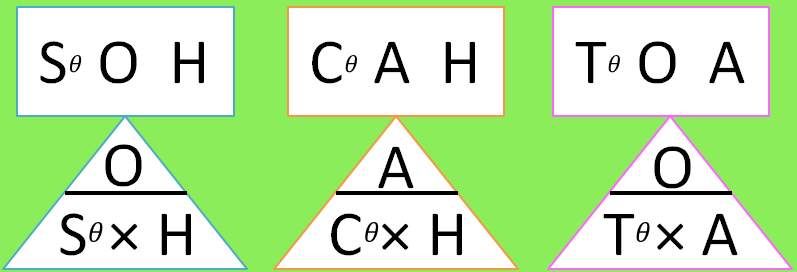 Sθ O H
Cθ A H
Tθ O A
O
Sθ × H
A
Cθ × H
O
Tθ × A